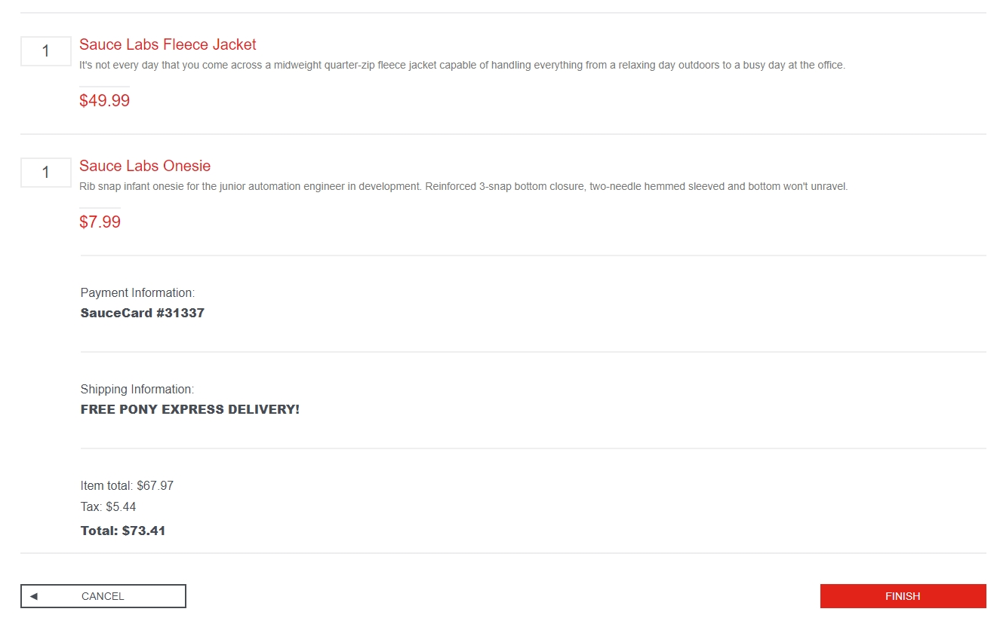 1
Sauce Labs Fleece Jacket
It's not every day that you come across a midweight quarter-zip fleece jacket capable of handling everything from a relaxing day outdoors to a busy day at the office.
$49.99
1
Sauce Labs Onesie
Rib snap infant onesie for the junior automation engineer in development. Reinforced 3-snap bottom closure, two-needle hemmed sleeved and bottom won't unravel.
$7.99
Payment Information:
SauceCard #31337
Shipping Information:
FREE PONY EXPRESS DELIVERY!
Item total: $67.97
Tax: $5.44
Total: $73.41
CANCEL
FINISH